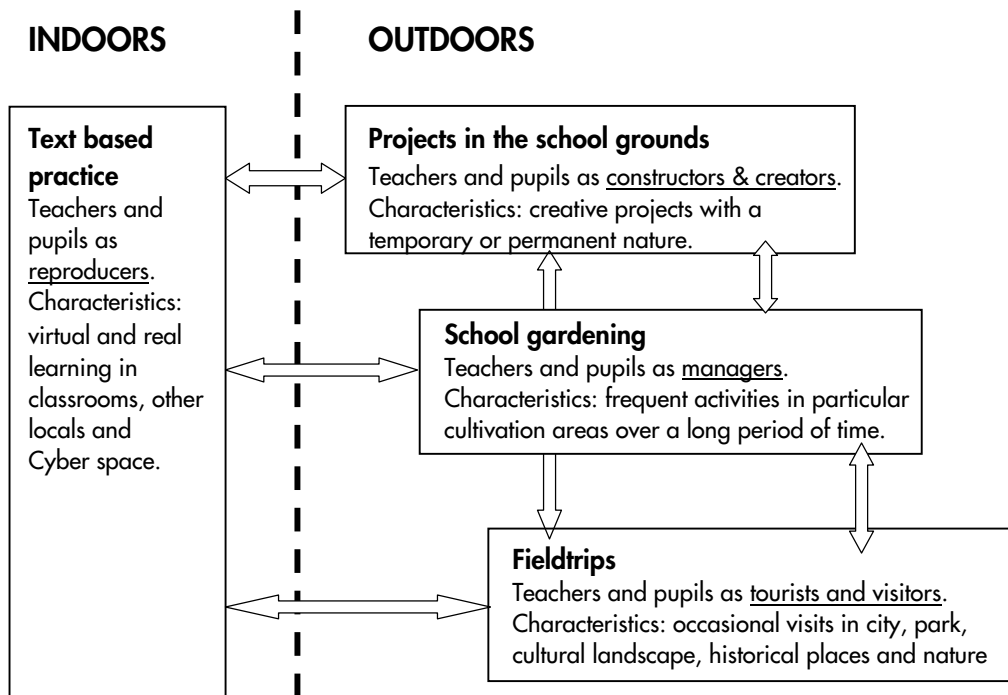 INDOORS
OUTDOORS
Text based
practice
Teachers and
pupils as
reproducers.
Characteristics:
virtual and real
learning in
classrooms, other
locals and
Cyber space.
Projects in the school grounds
Teachers and pupils as constructors & creators.
Characteristics: creative projects with a
temporary or permanent nature.
School gardening
Teachers and pupils as managers.
Characteristics: frequent activities in particular
cultivation areas over a long period of time.
Fieldtrips
Teachers and pupils as tourists and visitors.
Characteristics: occasional visits in city, park,
cultural landscape, historical places and nature